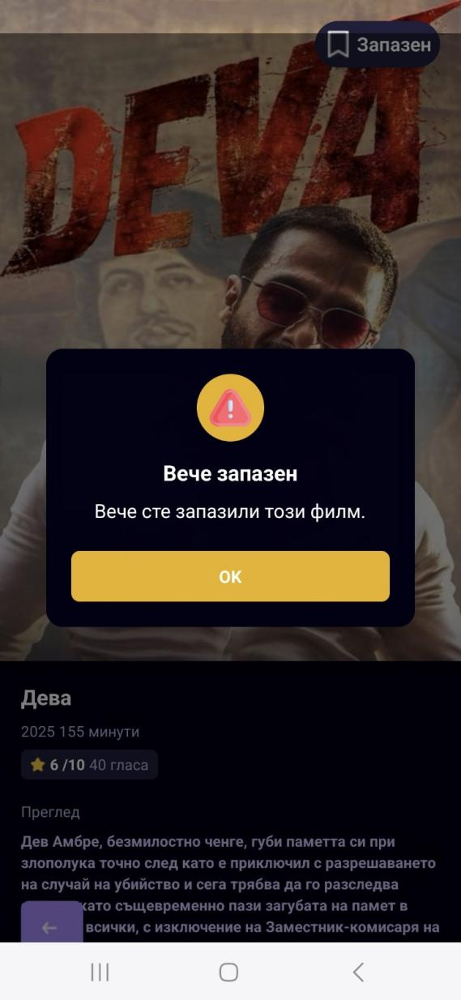 Запазен
DEVA
Вече запазен
Вече сте запазили този филм.
OK
Дева
2025 155 минути
6 /10 40 гласа
Преглед
Дев Амбре, безмилостно ченге, губи паметта си при
злополука точно след като е приключил с разрешаването
на случай на убийство и сега трябва да го разследва
като същевременно пази загубата на памет в
всички, с изключение на Заместник-комисаря на